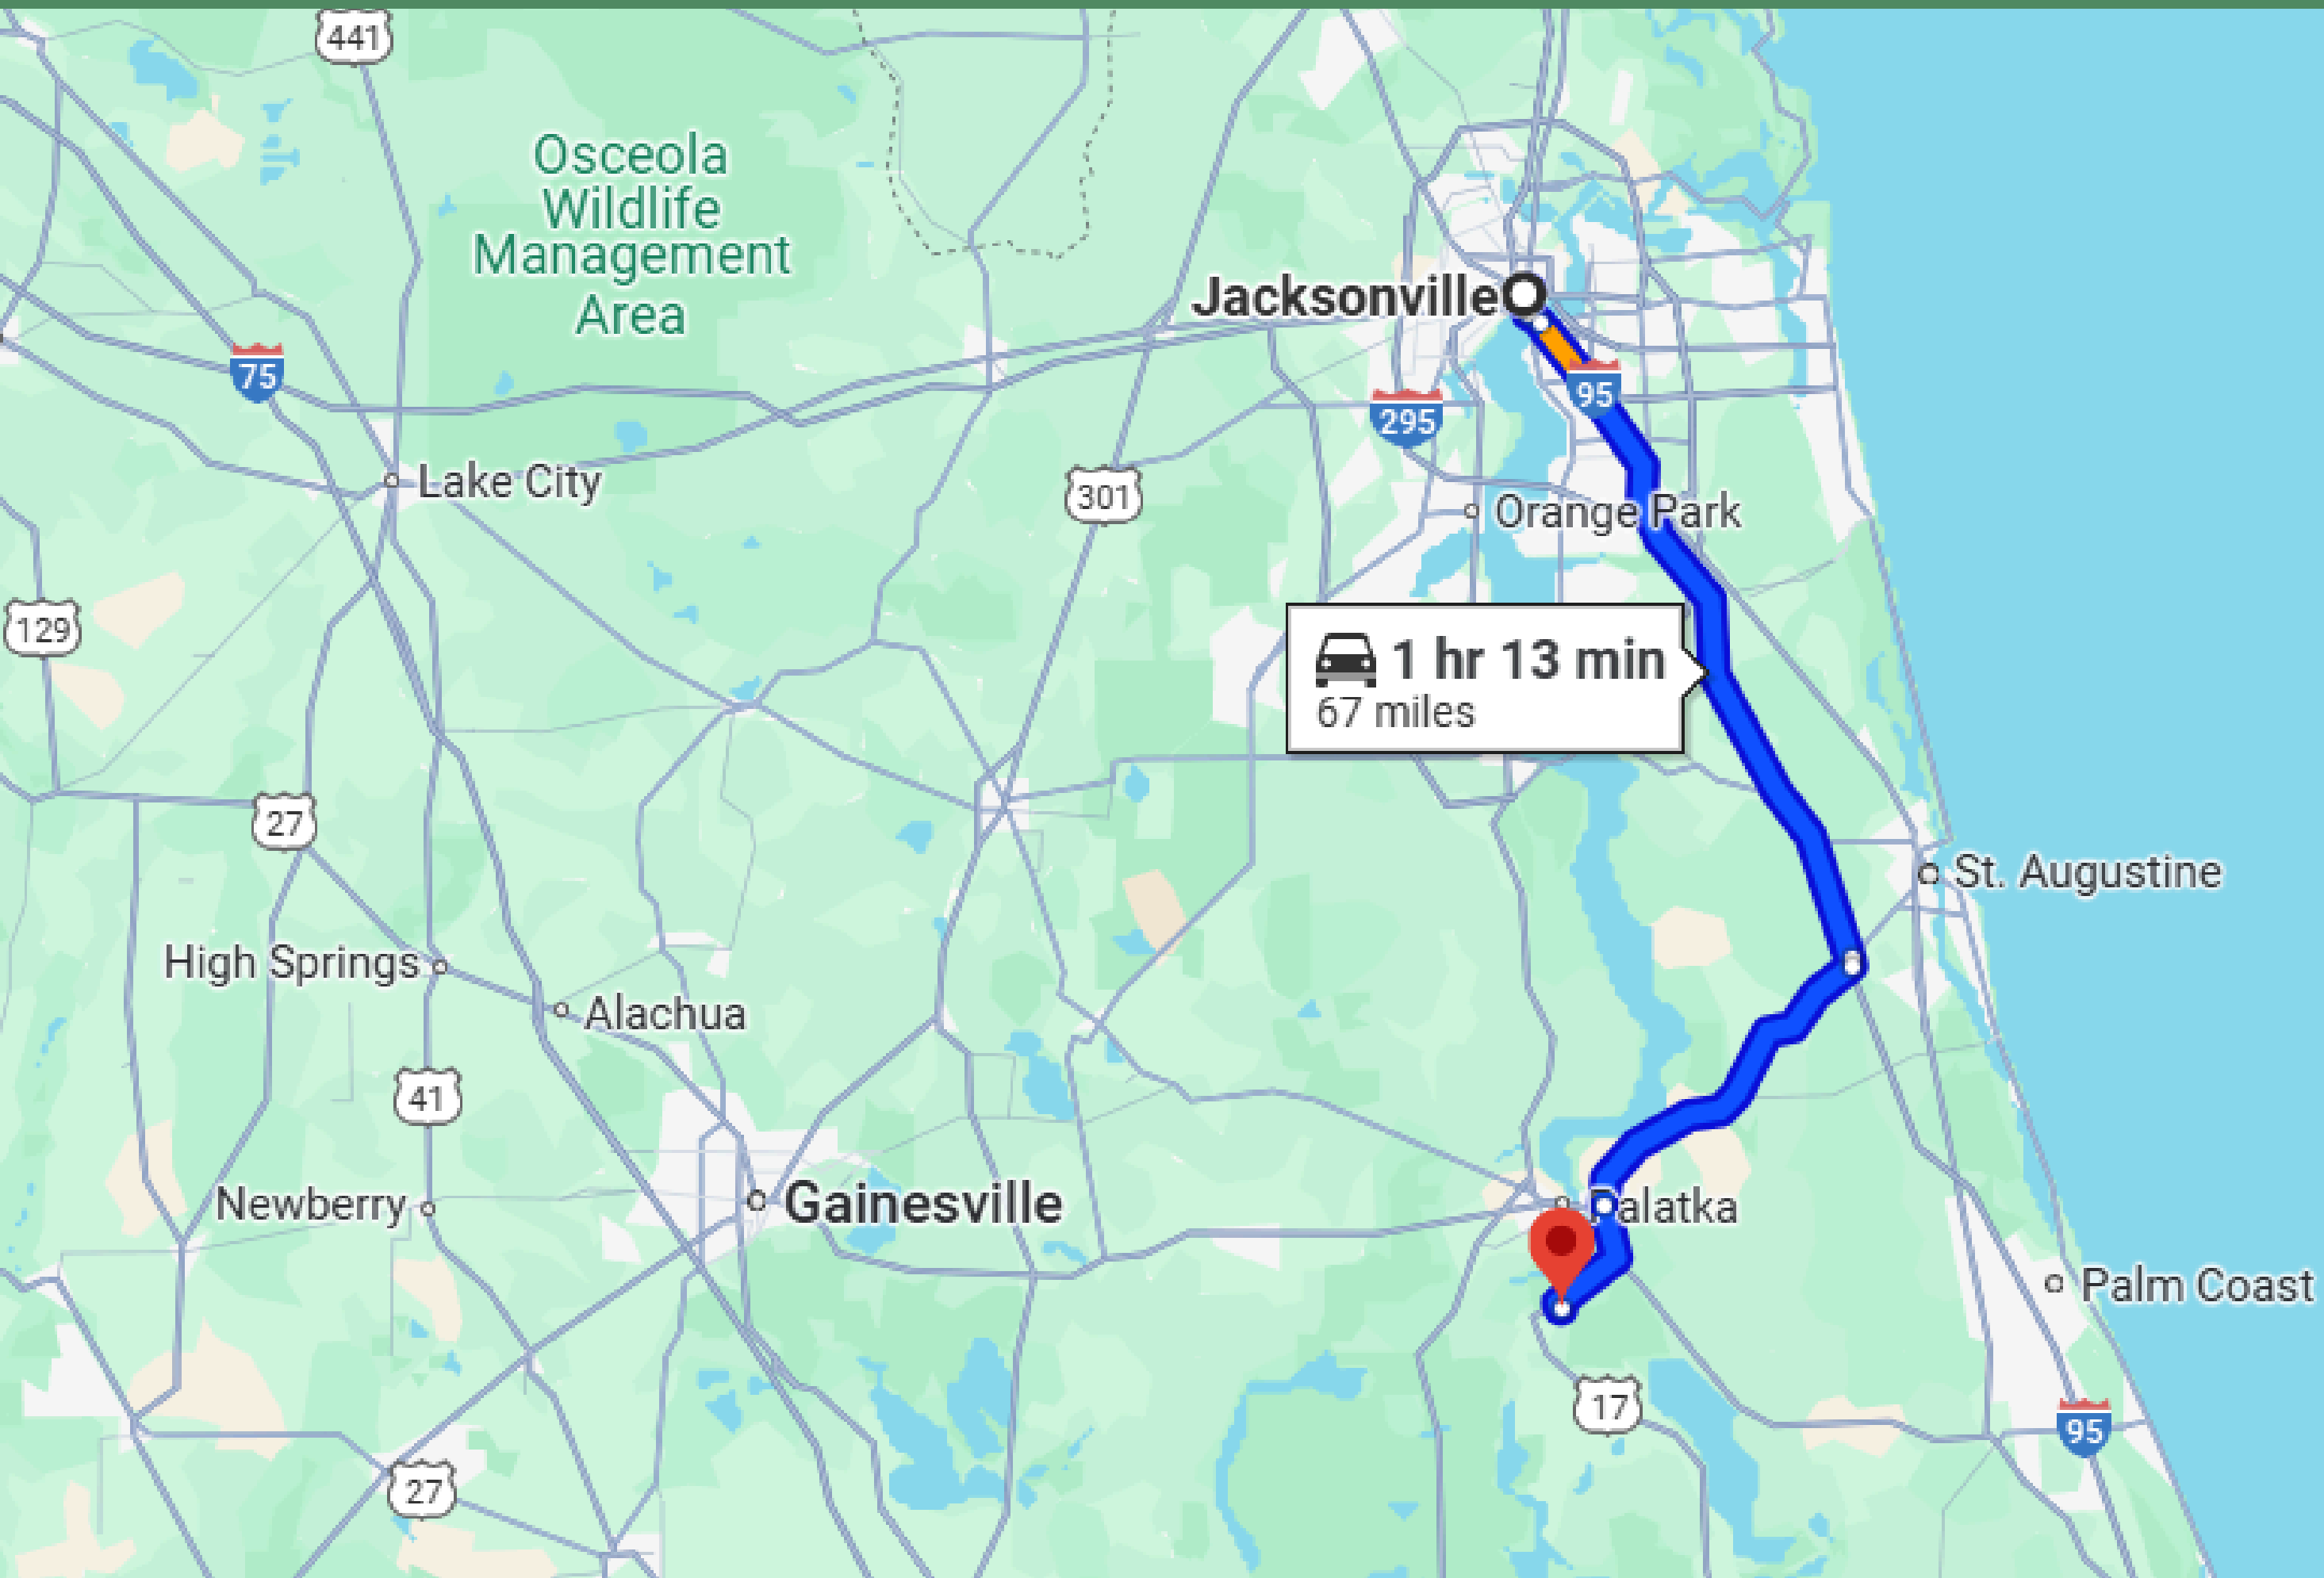 441
Osceola
Wildlife
Management
Area
Jacksonville
75
95
295
Lake City
301
Orange Park
129
1 hr 13 min
67 miles
27
St. Augustine
High Springs
Alachua
41
Newberry
Gainesville
Palatka
Palm Coast
17
95
27